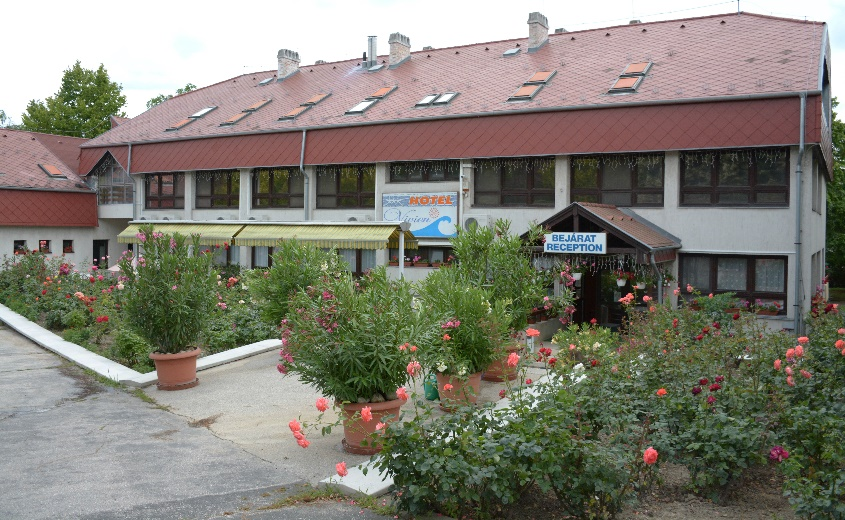 HOTEL
Vivien
BEJÁRAT
RECEPTION